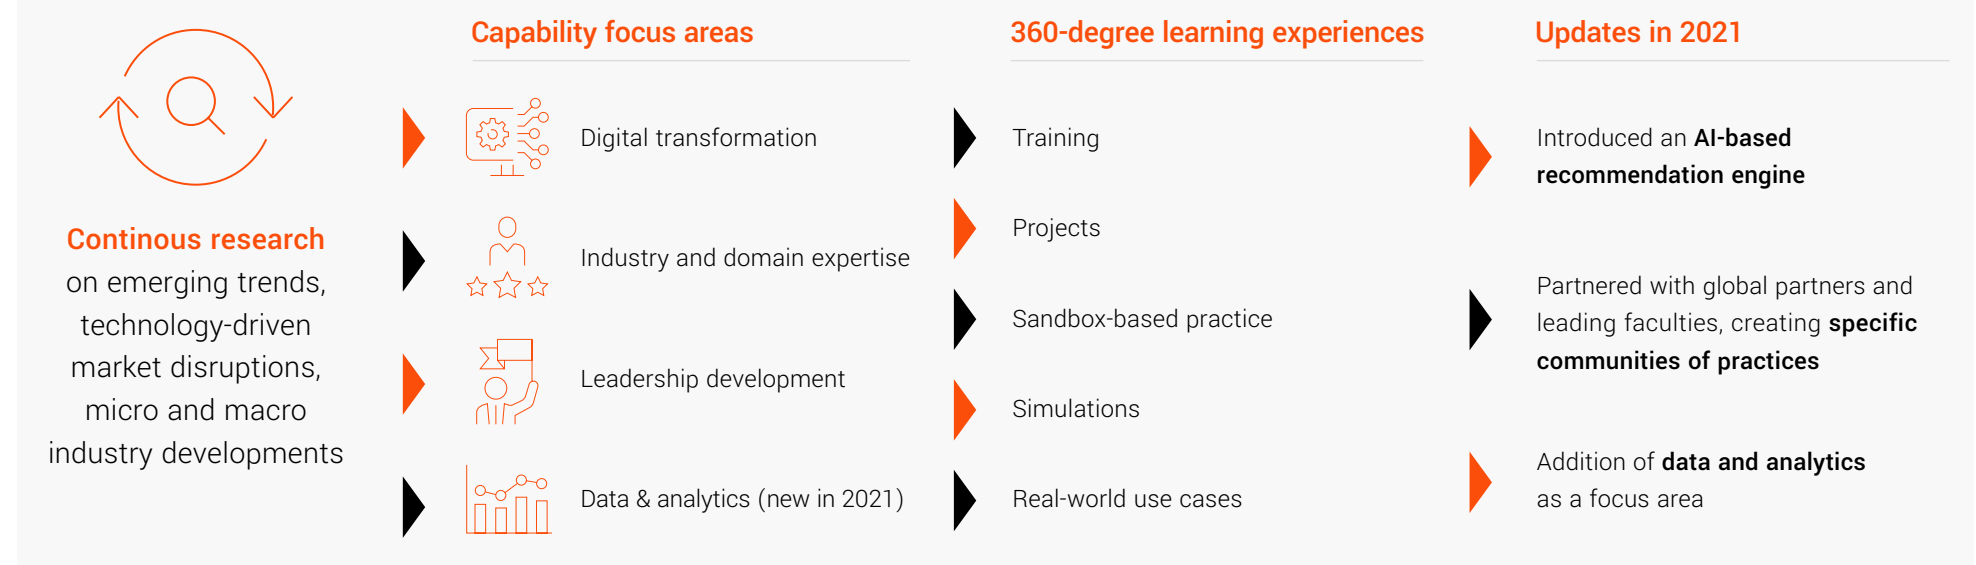 Continous research
on emerging trends,
technology-driven
market disruptions,
micro and macro
industry developments
Capability focus areas
Digital transformation
Industry and domain expertise
Leadership development
Data & analytics (new in 2021)
360-degree learning experiences
Training
Projects
Sandbox-based practice
Simulations
Real-world use cases
Updates in 2021
Introduced an AI-based
recommendation engine
Partnered with global partners and
leading faculties, creating specific
communities of practices
Addition of data and analytics
as a focus area